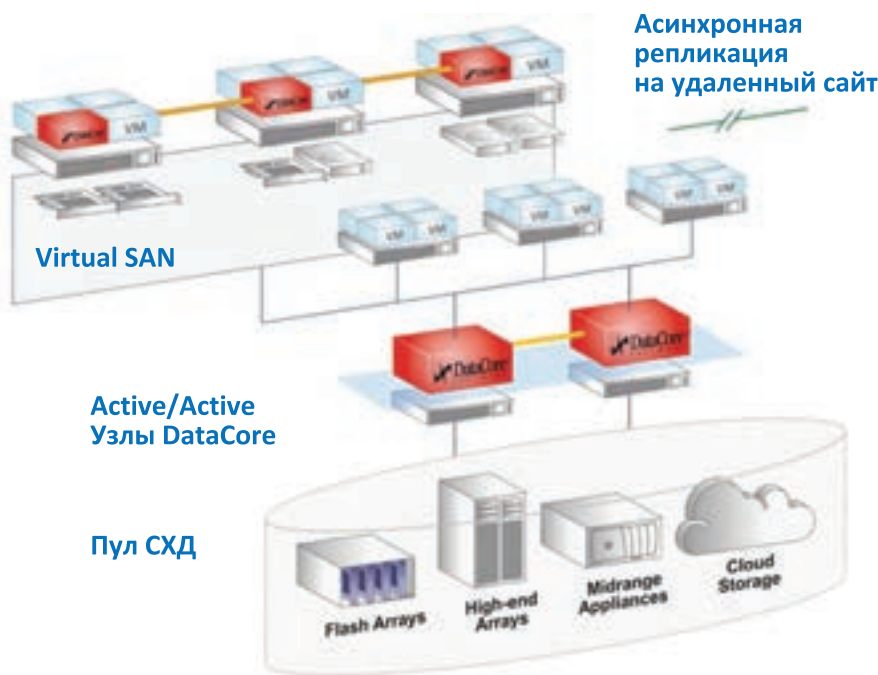 Асинхронная
репликация
на удаленный сайт
VM
VM
VM
VM VM
VM VM
VM VM
Virtual SAN
DataCore
DataCore
Active/Active
Узлы DataCore
Пул СХД
Flash Arrays
High-end
Arrays
Midrange
Appliances
Cloud
Storage